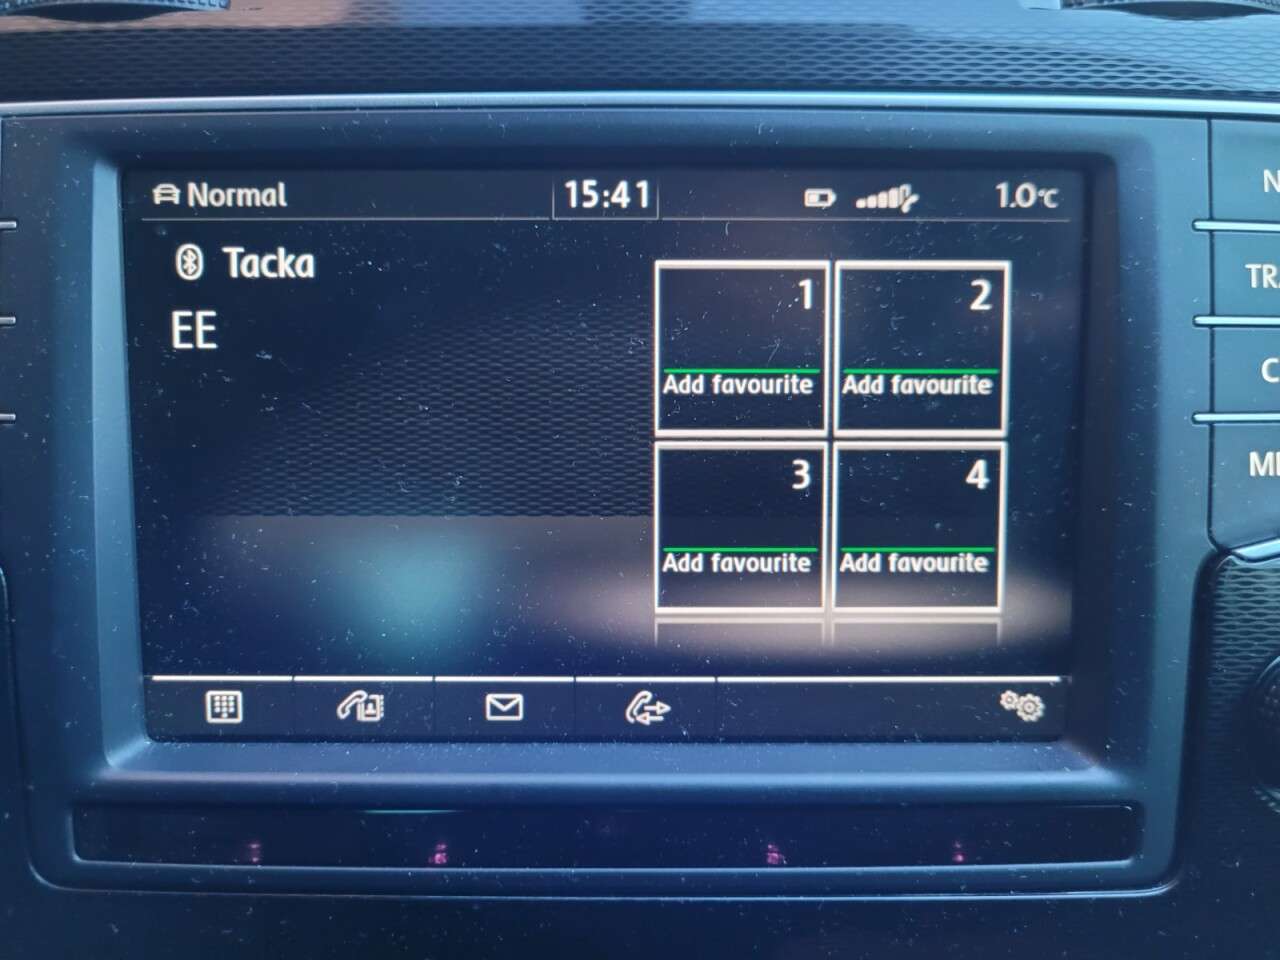 Normal
15:41
1.0°C
Tacka
EE
1
2
Add favourite
Add favourite
3
4
Add favourite
Add favourite